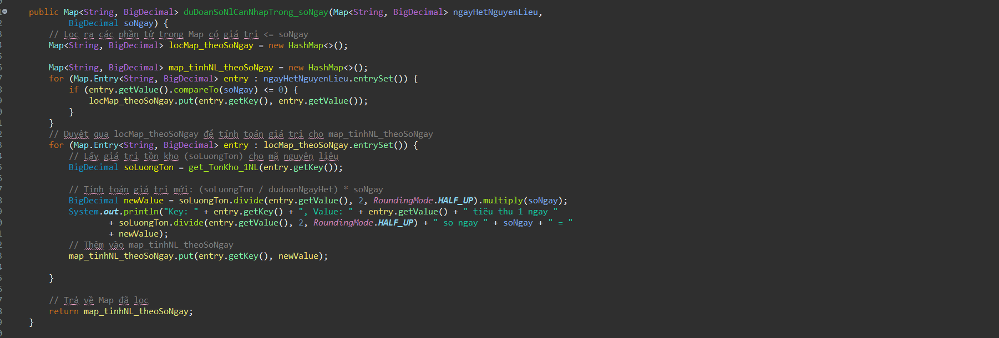 public Map<String, BigDecimal> duDoanSoNlCanNhapTrong_soNgay(Map<String, BigDecimal> ngayHetNguyenLieu,
BigDecimal soNgay) {
// Lọc ra các phần tử trong Map có giá trị <= soNgay
Map<String, BigDecimal> locMap_theoSoNgay = new HashMap<>();
Map<String, BigDecimal> map_tinhNL_theoSoNgay = new HashMap<>();
for (Map.Entry<String, BigDecimal> entry : ngayHetNguyenLieu.entrySet()) {
if (entry.getValue().compareTo(soNgay) <= 0) {
locMap_theoSoNgay.put(entry.getKey(), entry.getValue());
}
}
// Duyệt qua locMap_theoSoNgay để tính toán giá trị cho map_tinhNL_theoSoNgay
for (Map.Entry<String, BigDecimal> entry : locMap_theoSoNgay.entrySet()) {
// Lấy giá trị tồn kho (soLuongTon) cho mã nguyên liệu
BigDecimal soLuongTon = get_TonKho_1NL(entry.getKey());
// Tính toán giá trị mới: (soLuongTon / dudoanNgayHet) * soNgay
BigDecimal newValue = soLuongTon.divide(entry.getValue(), 2, RoundingMode.HALF_UP).multiply(soNgay);
System.out.println("Key: " + entry.getKey() + ", Value: " + entry.getValue() + " tiêu thụ 1 ngay "
+ soLuongTon.divide(entry.getValue(), 2, RoundingMode.HALF_UP) + " so ngay " + soNgay + " = "
+ newValue);
// Thêm vào map_tinhNL_theoSoNgay
map_tinhNL_theoSoNgay.put(entry.getKey(), newValue);
}
// Trả về Map đã lọc
return map_tinhNL_theoSoNgay;
}